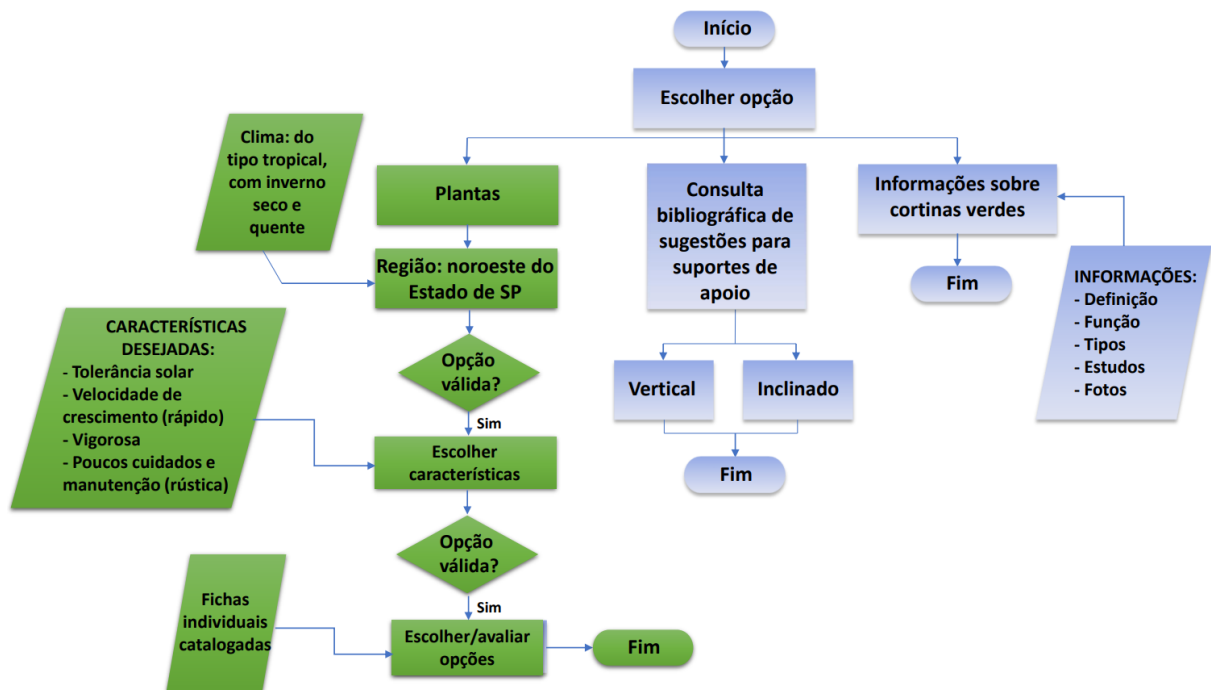 Início
Escolher opção
Clima: do
tipo tropical,
com inverno
seco e
quente
Plantas
Consulta
bibliográfica de
sugestões para
suportes de
apoio
Informações sobre
cortinas verdes
Região: noroeste do
Estado de SP
Fim
INFORMAÇÕES:
- Definição
- Função
- Tipos
- Estudos
- Fotos
CARACTERÍSTICAS
DESEJADAS:
- Tolerância solar
- Velocidade de
crescimento (rápido)
- Vigorosa
- Poucos cuidados e
manutenção (rústica)
Opção
válida?
Vertical
Inclinado
Sim
Escolher
características
Fim
Opção
válida?
Sim
Fichas
individuais
catalogadas
Escolher/avaliar
opções
Fim